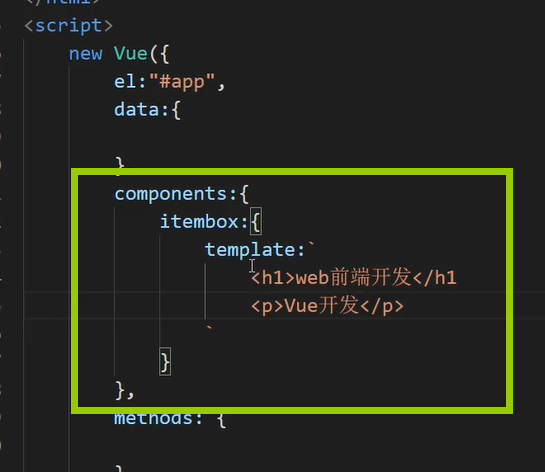 </html>
<script>
new Vue({
el:"#app",
data:{
}
components:{
itembox:{
template:`
<h1>web前端开发</h1
<p>Vue开发</p>
`
}
},
methods: {
}